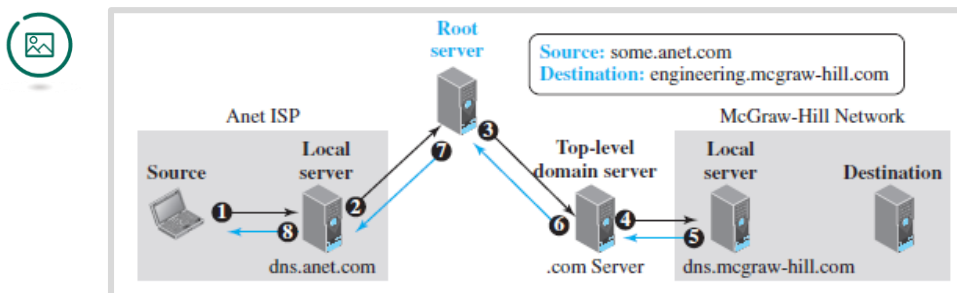 Root
server
Source: some.anet.com
Destination: engineering.mcgraw-hill.com
Anet ISP
McGraw-Hill Network
Source
Local
server
Top-level
domain server
Local
server
Destination
1
2
3
4
5
6
7
8
dns.anet.com
.com Server
dns.mcgraw-hill.com